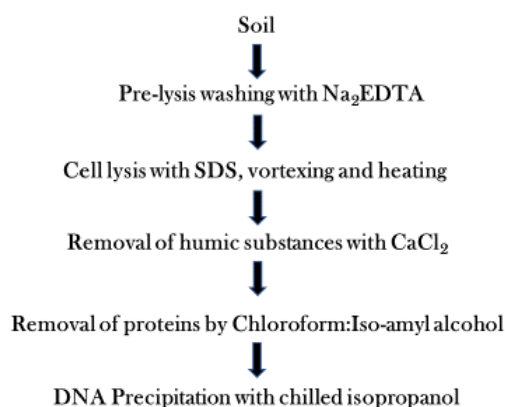 Soil
Pre-lysis washing with Na₂EDTA
Cell lysis with SDS, vortexing and heating
Removal of humic substances with CaCl₂
Removal of proteins by Chloroform:Iso-amyl alcohol
DNA Precipitation with chilled isopropanol